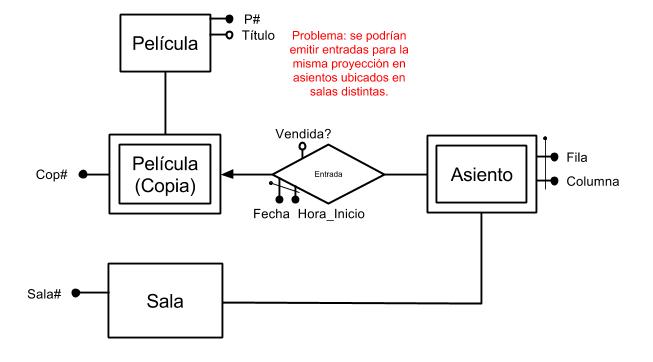 P#
Película
Título
Problema: se podrían
emitir entradas para la
misma proyección en
asientos ubicados en
salas distintas.
Vendida?
Película
(Copia)
Cop#
Entrada
Asiento
Fila
Columna
Fecha
Hora_Inicio
Sala#
Sala